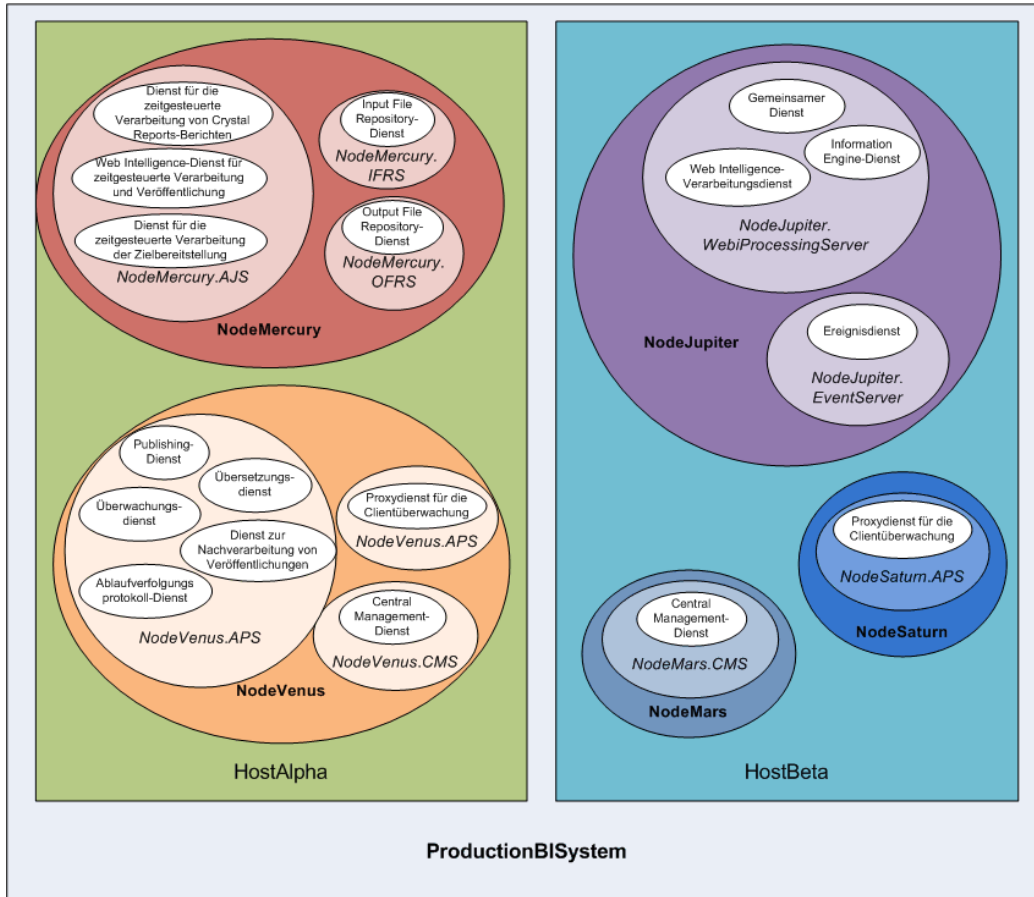 Dienst für die
zeitgesteuerte
Verarbeitung von Crystal
Reports-Berichten
Web Intelligence-Dienst für
zeitgesteuerte Verarbeitung
und Veröffentlichung
Dienst für die
zeitgesteuerte Verarbeitung
der Zielbereitstellung
NodeMercury.AJS
Input File
Repository-
Dienst
NodeMercury.
IFRS
Output File
Repository-
Dienst
NodeMercury.
OFRS
NodeMercury
Publishing-
Dienst
Übersetzungs-
dienst
Überwachungs-
dienst
Dienst zur
Nachverarbeitung von
Veröffentlichungen
Ablaufverfolgungs
protokoll-Dienst
NodeVenus.APS
Proxydienst für die
Clientüberwachung
NodeVenus.APS
Central
Management-
Dienst
NodeVenus.CMS
NodeVenus
HostAlpha
Gemeinsamer
Dienst
Information
Engine-Dienst
Web Intelligence-
Verarbeitungsdienst
NodeJupiter.
WebiProcessingServer
NodeJupiter
Ereignisdienst
NodeJupiter.
EventServer
Proxydienst für die
Clientüberwachung
NodeSaturn.APS
NodeSaturn
Central
Management-
Dienst
NodeMars.CMS
NodeMars
HostBeta
ProductionBISystem